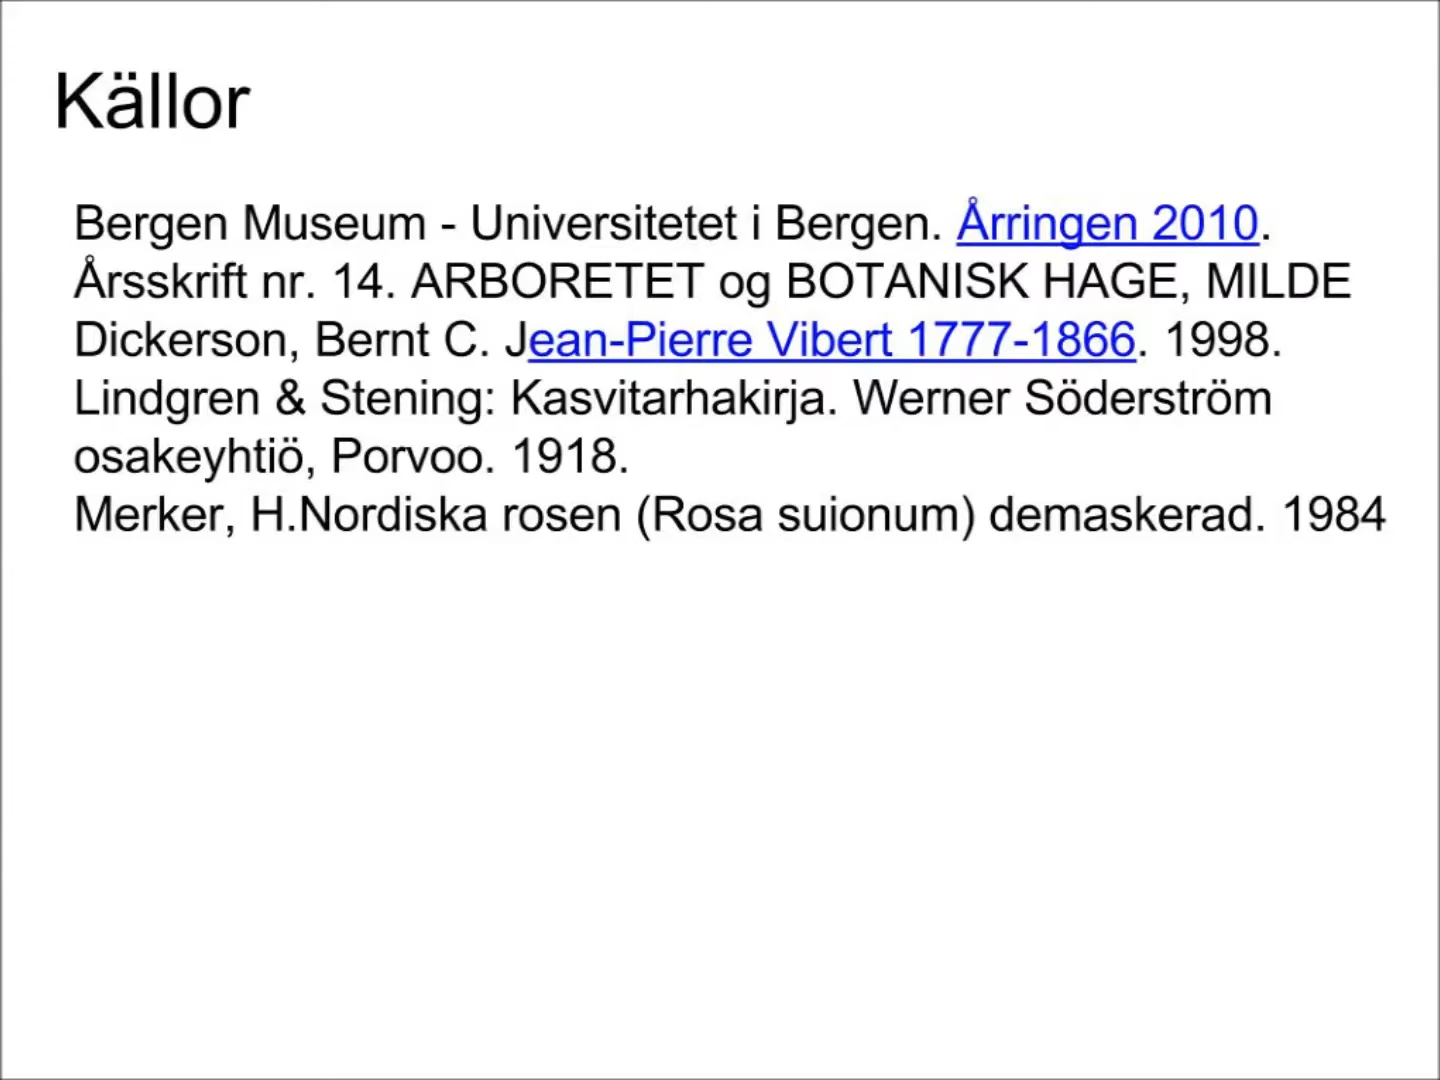 Källor
Bergen Museum - Universitetet i Bergen. Årringen 2010.
Årsskrift nr. 14. ARBORETET og BOTANISK HAGE, MILDE
Dickerson, Bernt C. Jean-Pierre Vibert 1777-1866. 1998.
Lindgren & Stening: Kasvitarhakirja. Werner Söderström
osakeyhtiö, Porvoo. 1918.
Merker, H.Nordiska rosen (Rosa suionum) demaskerad. 1984